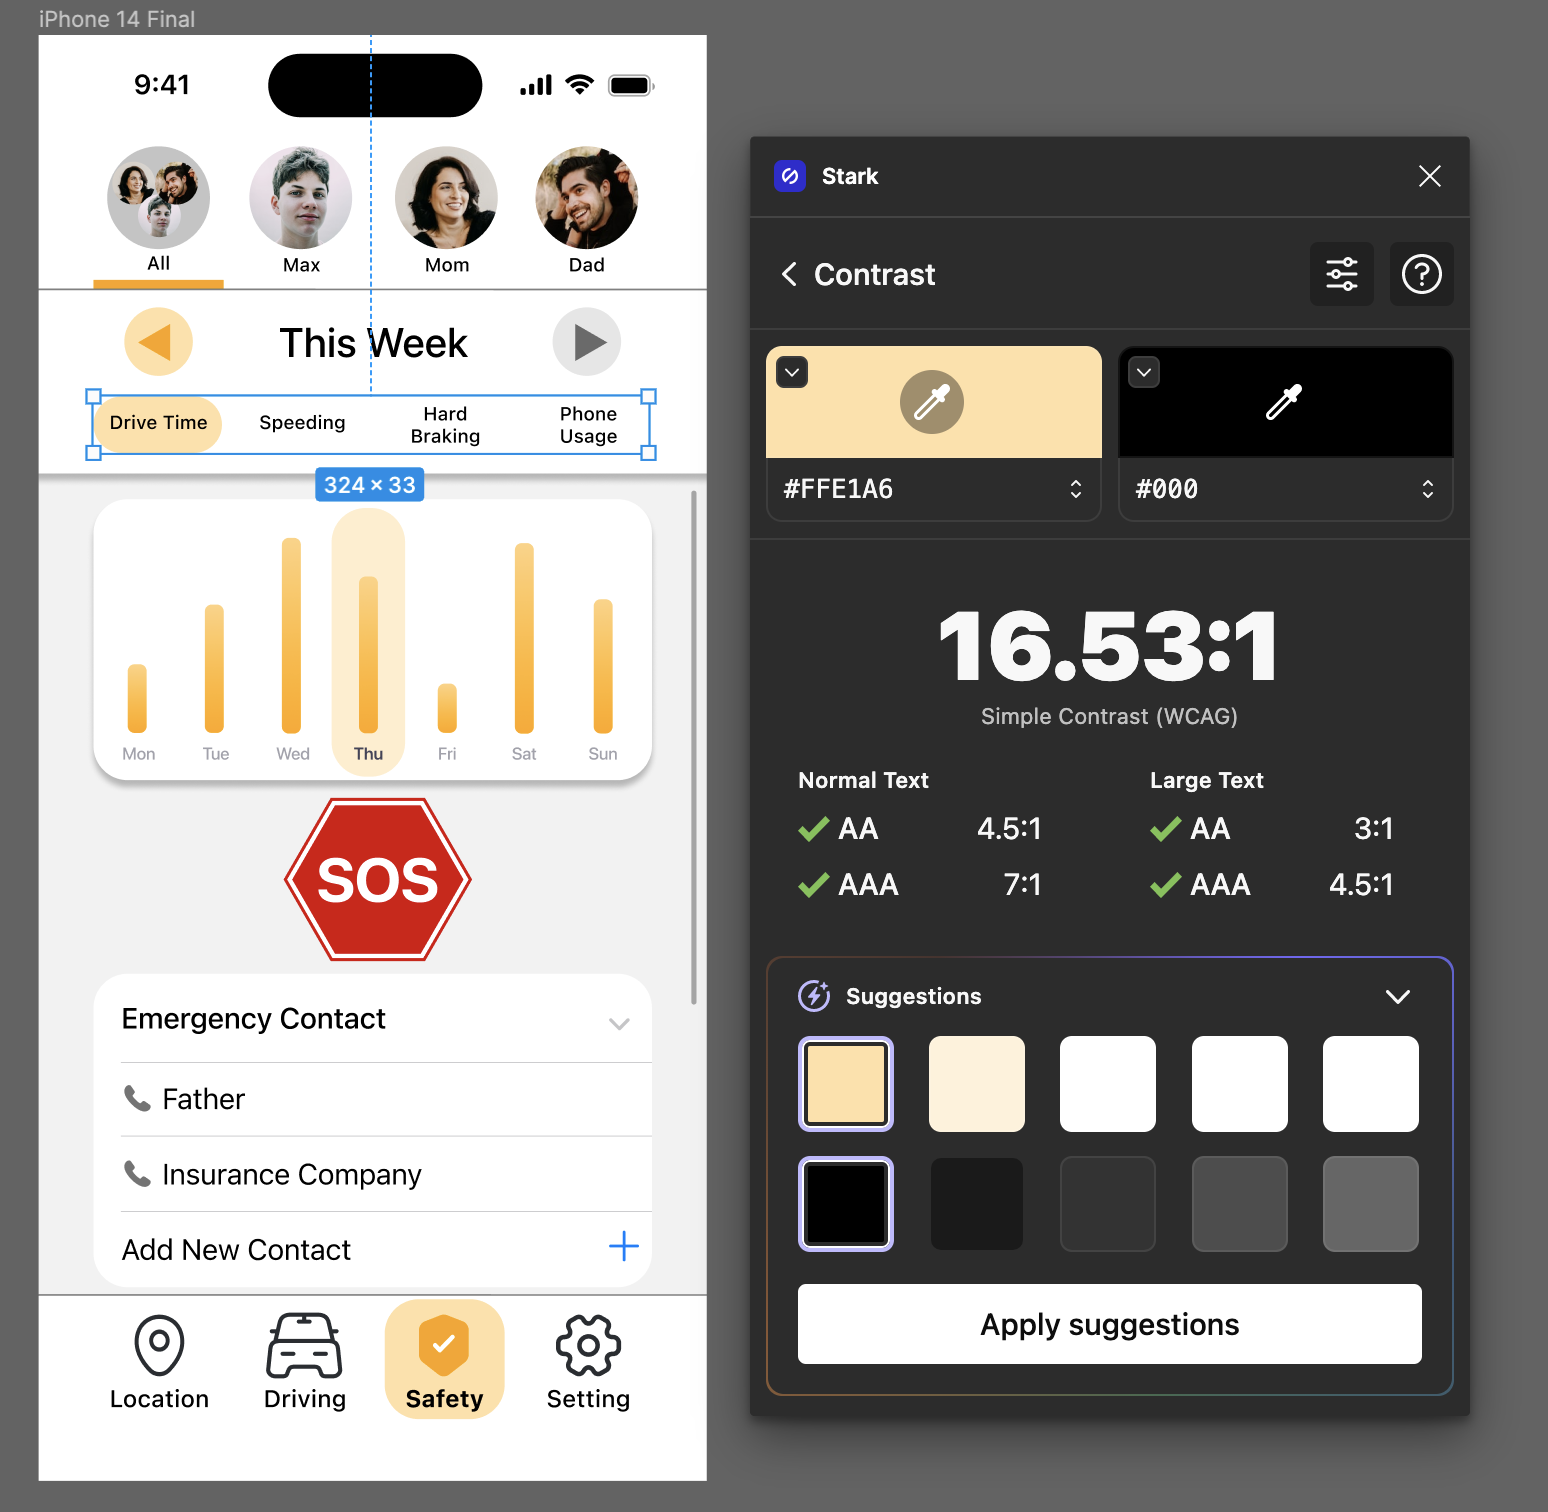 iPhone 14 Final
9:41
All
Max
Mom
Dad
This Week
Drive Time
Speeding
Hard
Braking
Phone
Usage
324 × 33
Mon
Tue
Wed
Thu
Fri
Sat
Sun
SOS
Emergency Contact
Father
Insurance Company
Add New Contact
Location
Driving
Safety
Setting
Stark
Contrast
#FFE1A6
#000
16.53:1
Simple Contrast (WCAG)
Normal Text
AA 4.5:1
AAA 7:1
Large Text
AA 3:1
AAA 4.5:1
Suggestions
Apply suggestions